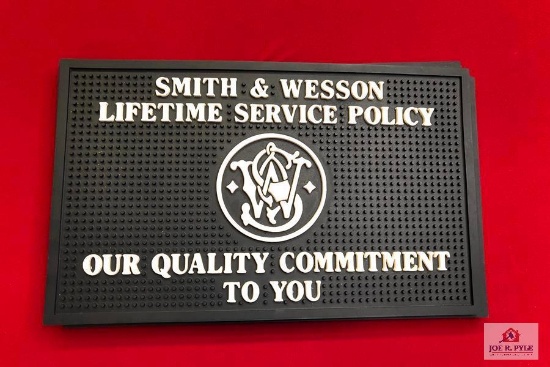 SMITH & WESSON
LIFETIME SERVICE POLICY
OUR QUALITY COMMITMENT
TO YOU
JOE R. PYLE